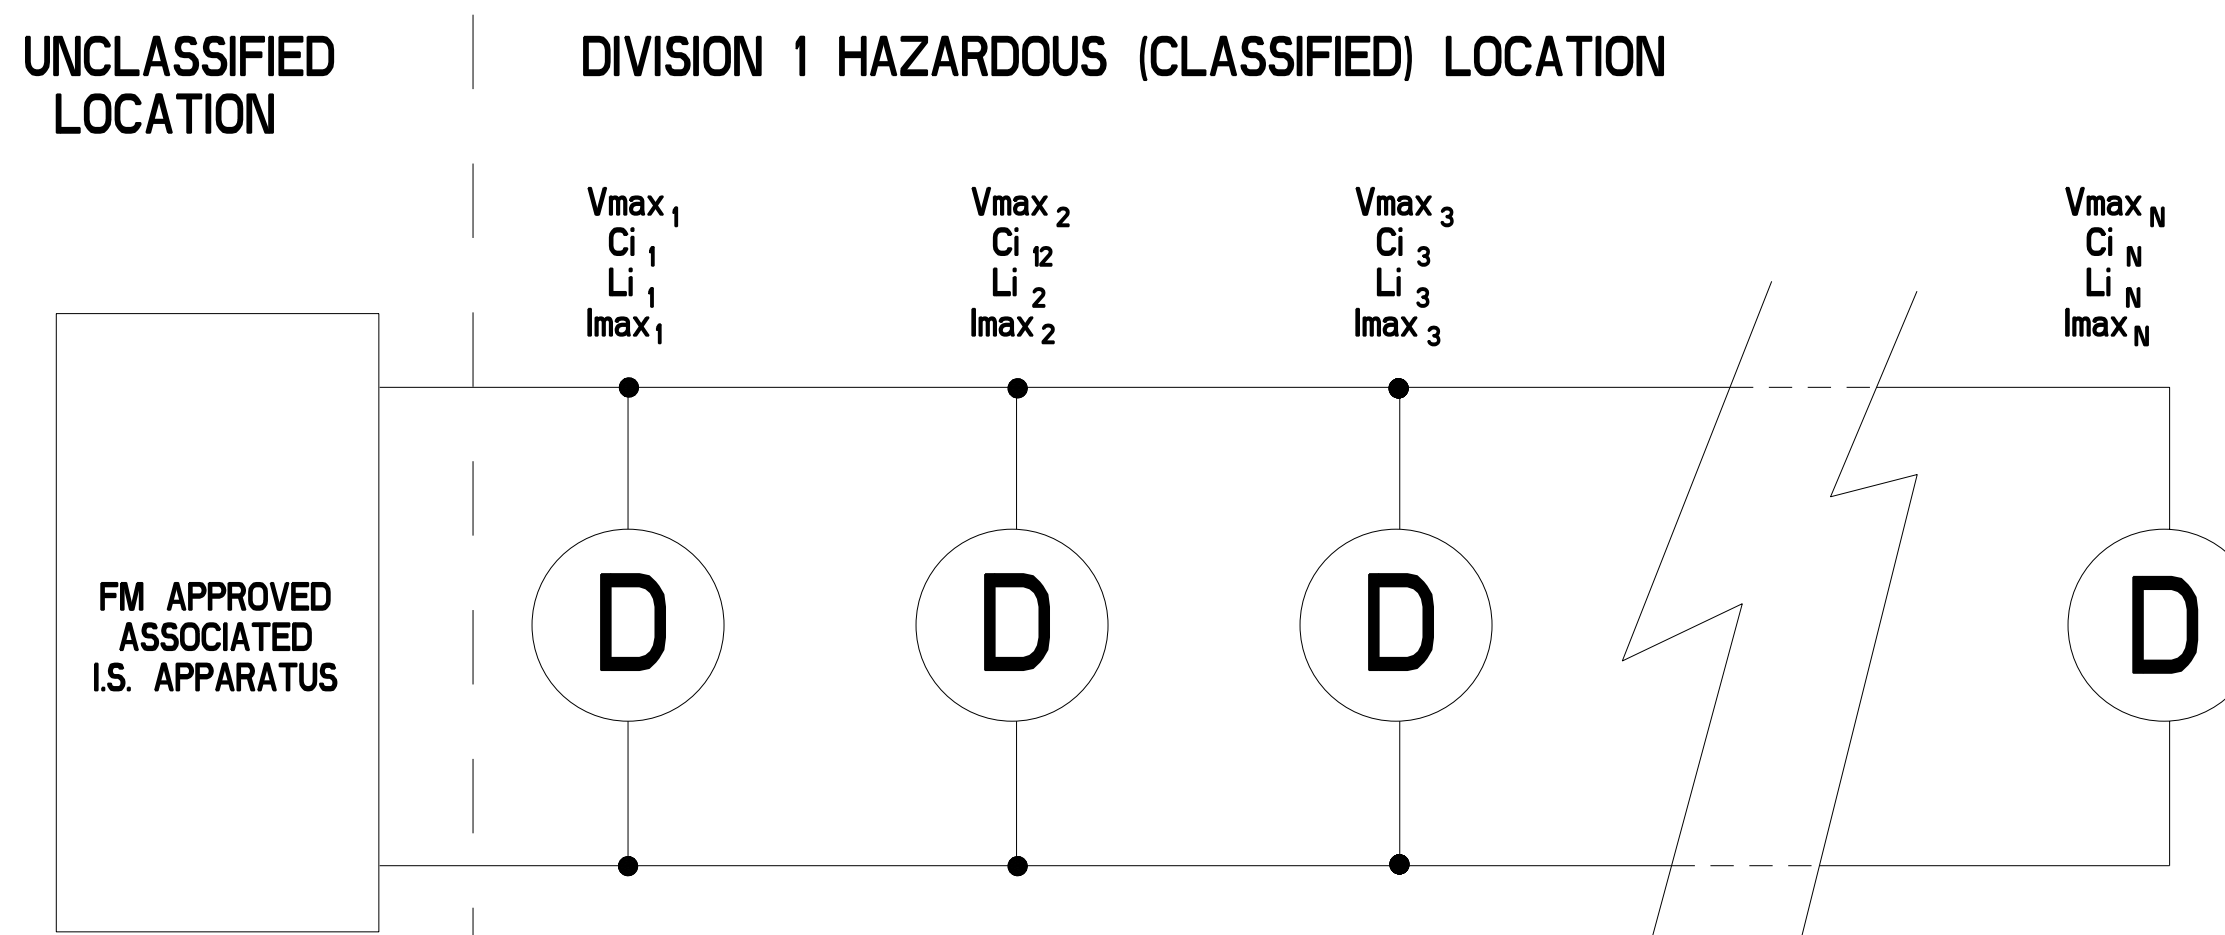 UNCLASSIFIED
LOCATION
DIVISION 1 HAZARDOUS (CLASSIFIED) LOCATION
Vmax 1
Ci 1
Li 1
Imax 1
Vmax 2
Ci 12
Li 2
Imax 2
Vmax 3
Ci 3
Li 3
Imax 3
Vmax N
Ci N
Li N
Imax N
FM APPROVED
ASSOCIATED
I.S. APPARATUS
D
D
D
D